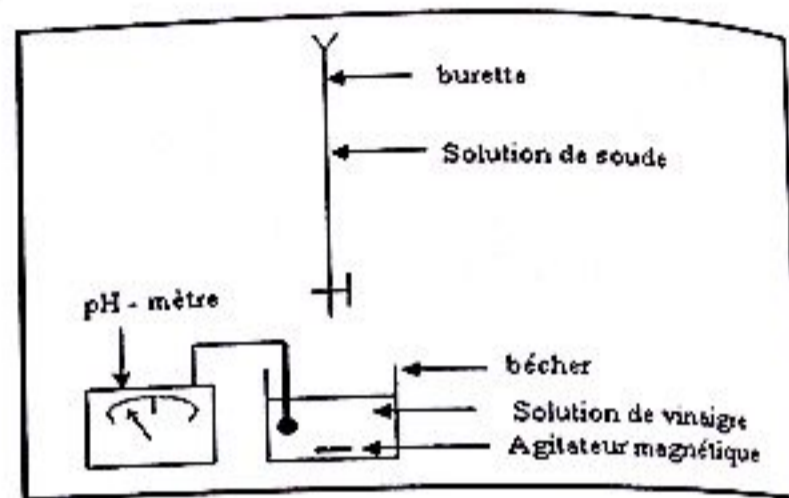 burette
Solution de soude
pH - mètre
bécher
Solution de vinaigre
Agitateur magnétique